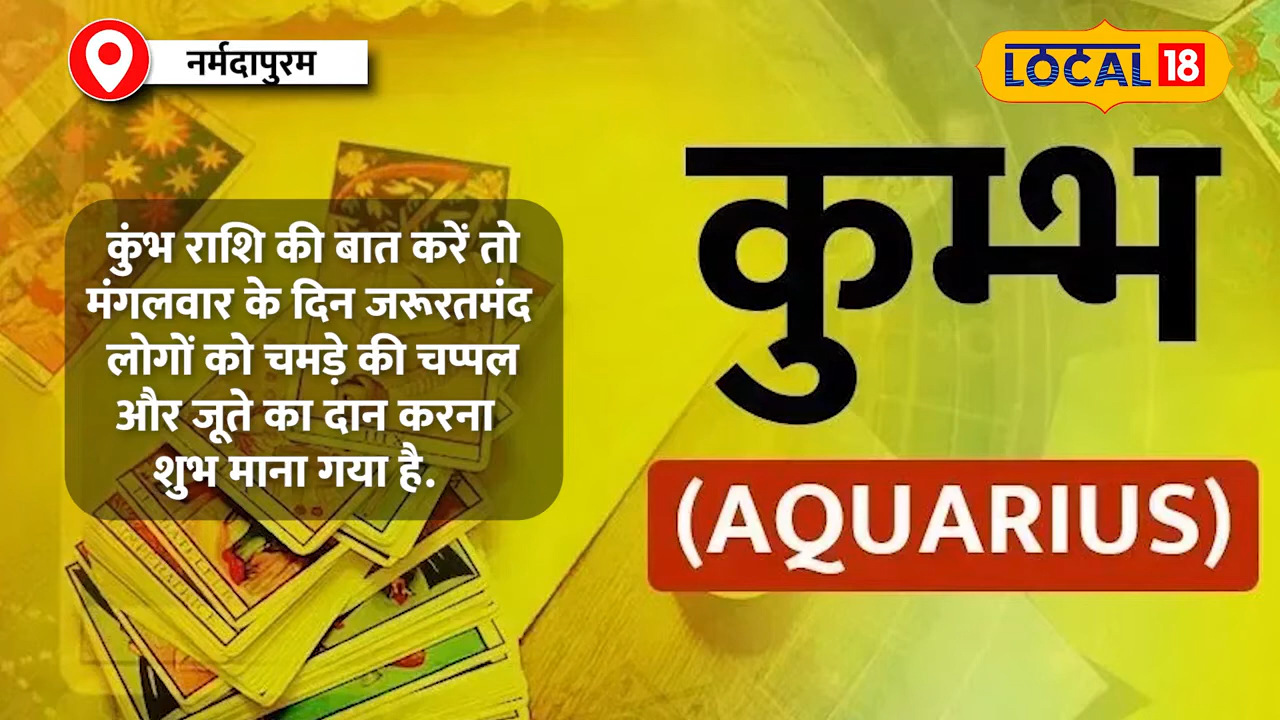 नर्मदापुरम
LOCAL 18
कुम्भ
(AQUARIUS)
कुंभ राशि की बात करें तो
मंगलवार के दिन जरूरतमंद
लोगों को चमड़े की चप्पल
और जूते का दान करना
शुभ माना गया है.